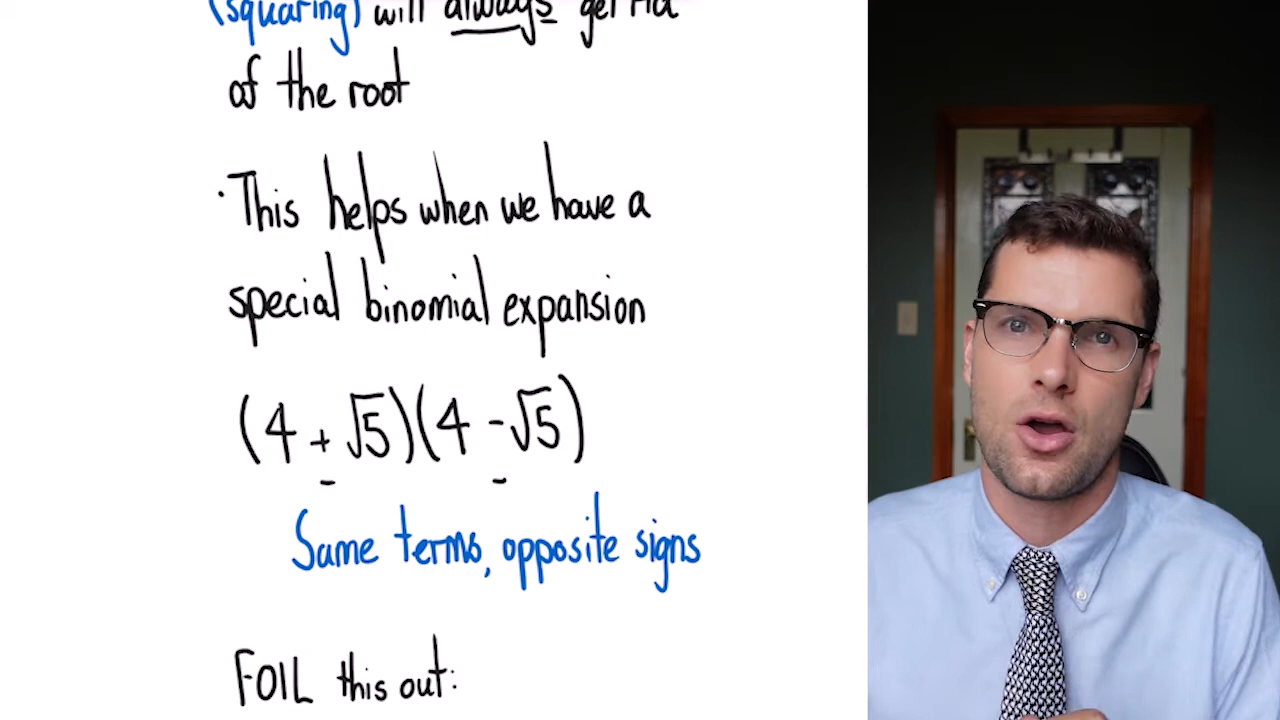 (squaring) will always get rid
of the root
· This helps when we have a
special binomial expansion
(4 + √5)(4 - √5)
Same terms, opposite signs
FOIL this out: